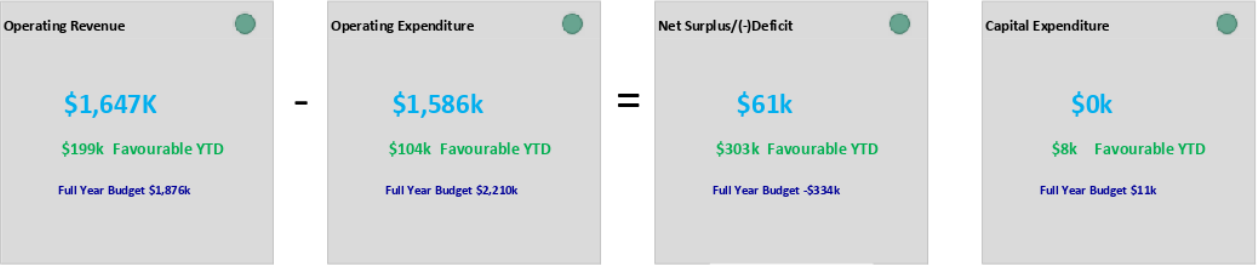 Operating Revenue
$1,647K
$199k Favourable YTD
Full Year Budget $1,876k
-
Operating Expenditure
$1,586k
$104k Favourable YTD
Full Year Budget $2,210k
=
Net Surplus/(-)Deficit
$61k
$303k Favourable YTD
Full Year Budget -$334k
Capital Expenditure
$0k
$8k Favourable YTD
Full Year Budget $11k